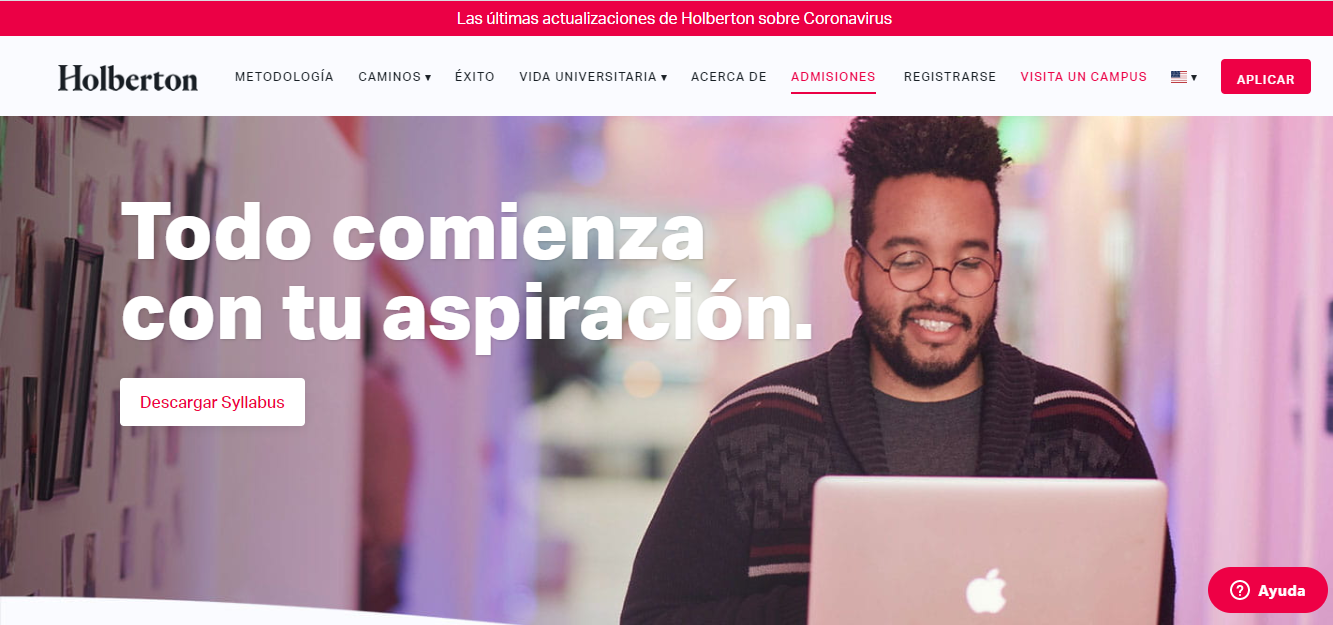 Las últimas actualizaciones de Holberton sobre Coronavirus
Holberton METODOLOGÍA CAMINOS ▾ ÉXITO VIDA UNIVERSITARIA ▾ ACERCA DE ADMISIONES REGISTRARSE VISITA UN CAMPUS ▾ APLICAR
Todo comienza
con tu aspiración.
Descargar Syllabus
Ayuda